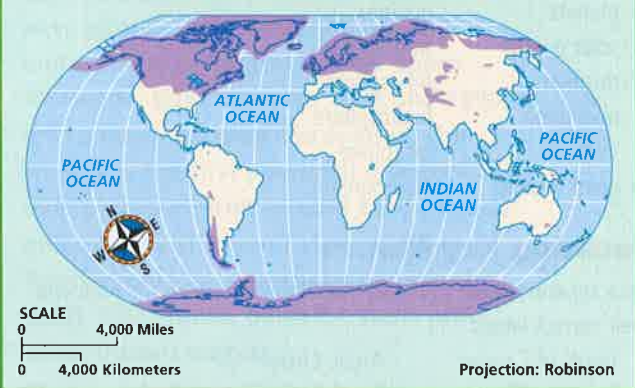 ATLANTIC
OCEAN
PACIFIC
OCEAN
PACIFIC
OCEAN
INDIAN
OCEAN
N
E
W
S
SCALE
0 4,000 Miles
0 4,000 Kilometers
Projection: Robinson